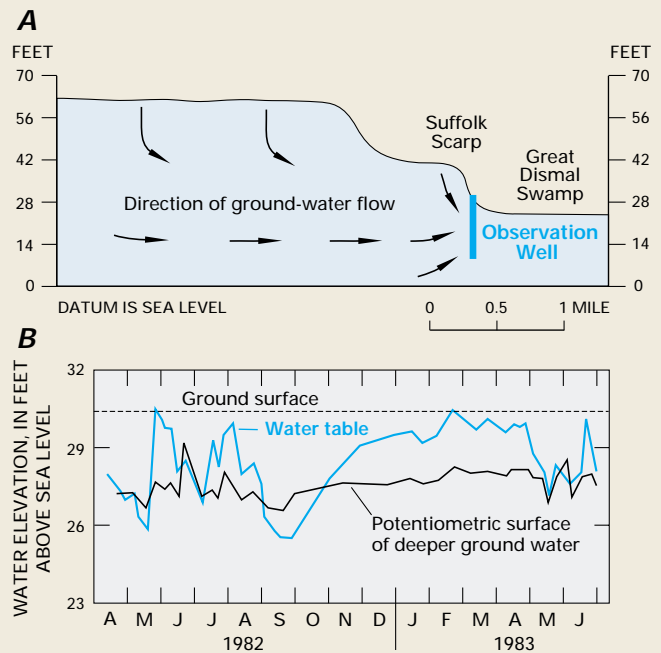 A
FEET
FEET
70
56
42
28
14
0
70
56
42
28
14
0
Suffolk
Scarp
Great
Dismal
Swamp
Direction of ground-water flow
Observation
Well
DATUM IS SEA LEVEL
0 0.5 1 MILE
B
WATER ELEVATION, IN FEET
ABOVE SEA LEVEL
32
29
26
23
Ground surface
Water table
Potentiometric surface
of deeper ground water
A M J J A S O N D J F M A M J
1982 1983